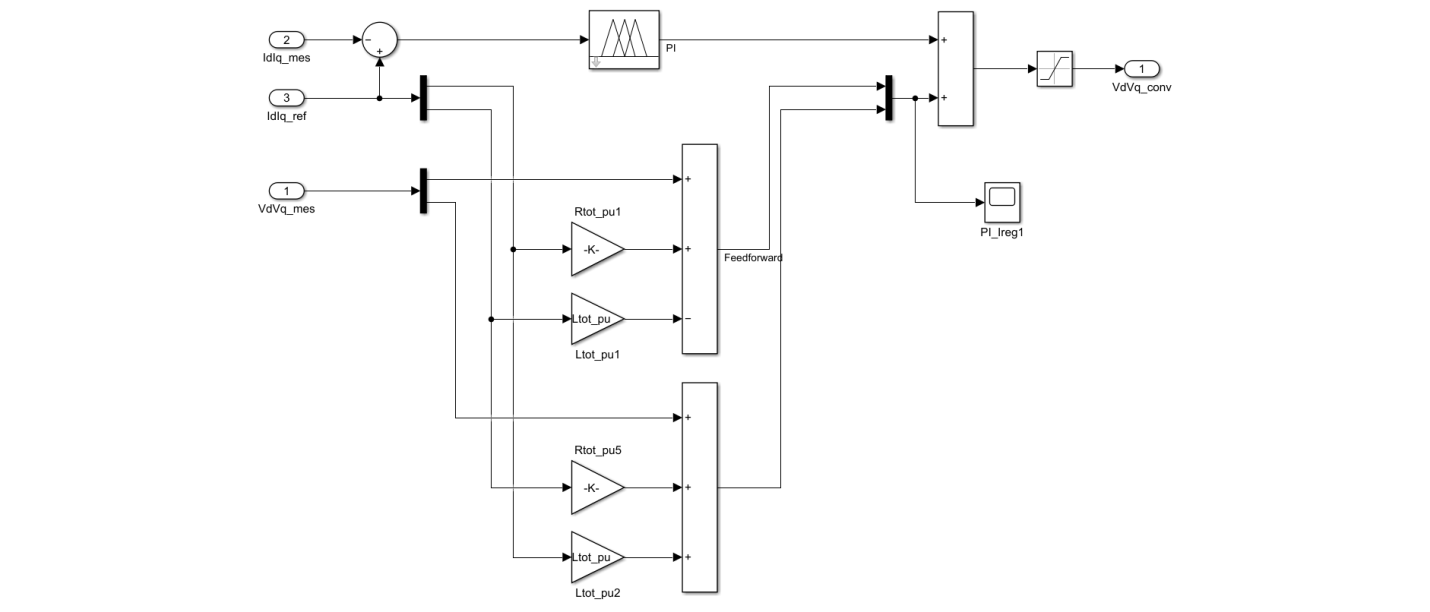 2
IdIq_mes
−
+
PI
+
+
1
VdVq_conv
3
IdIq_ref
1
VdVq_mes
+
Rtot_pu1
-K-
+
Feedforward
PI_Ireg1
Ltot_pu
−
Ltot_pu1
+
Rtot_pu5
-K-
+
Ltot_pu
+
Ltot_pu2